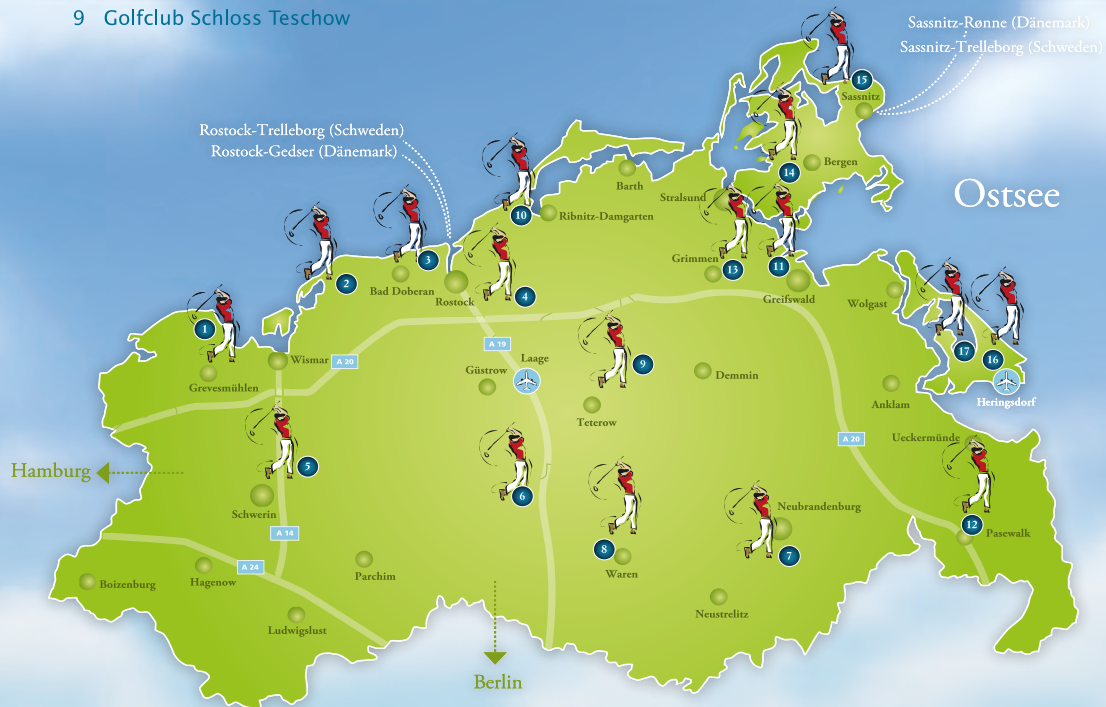 9 Golfclub Schloss Teschow
Sassnitz-Rønne (Dänemark)
Sassnitz-Trelleborg (Schweden)
15
Sassnitz
Rostock-Trelleborg (Schweden)
Rostock-Gedser (Dänemark)
14
Bergen
Barth
Stralsund
Ostsee
10
Ribnitz-Damgarten
3
Grimmen
13
11
2
Bad Doberan
Rostock
4
Greifswald
Wolgast
1
Wismar
A 20
A 19
Laage
9
17
16
Grevesmühlen
Güstrow
Demmin
Heringsdorf
Anklam
Teterow
A 20
Ueckermünde
Hamburg
5
6
Schwerin
Neubrandenburg
12
Pasewalk
A 14
8
7
A 24
Waren
Boizenburg
Hagenow
Parchim
Neustrelitz
Ludwigslust
Berlin